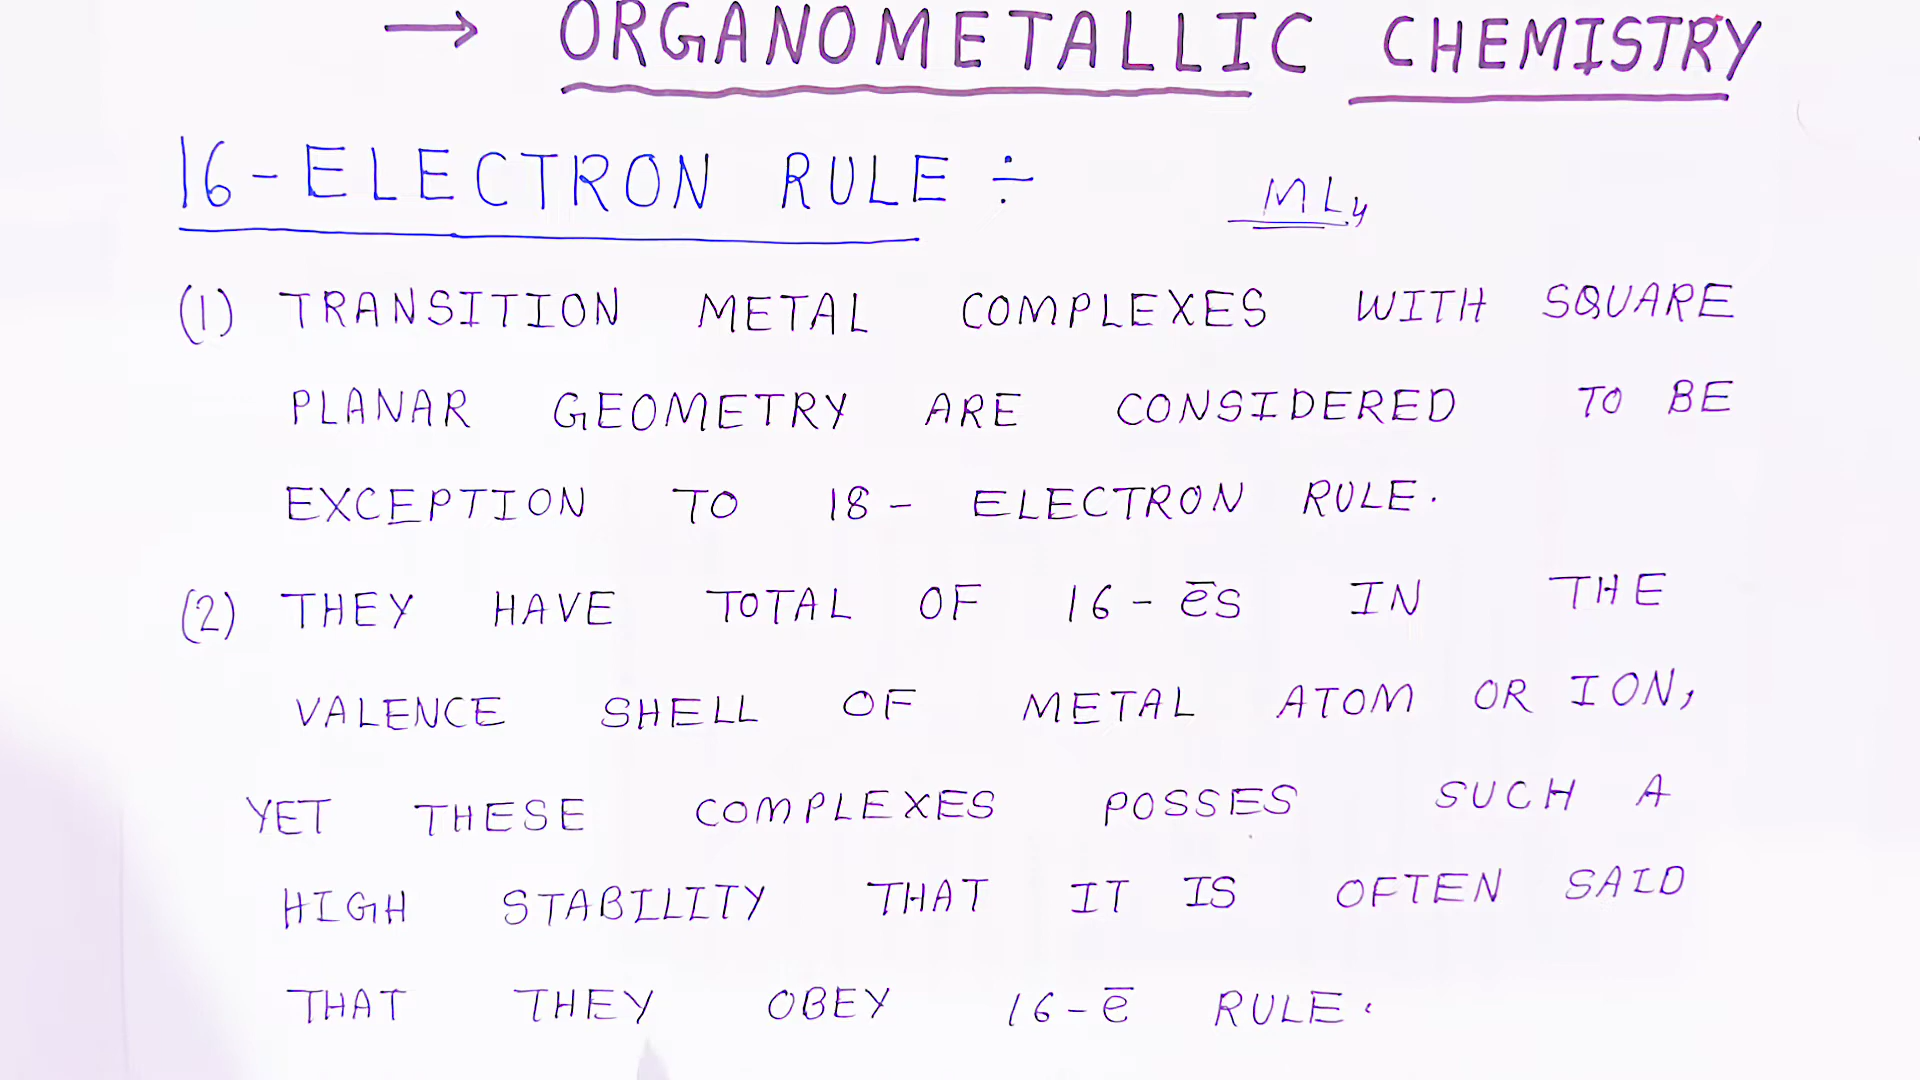 → ORGANOMETALLIC CHEMISTRY
16-ELECTRON RULE ÷ ML₄
(1) TRANSITION METAL COMPLEXES WITH SQUARE
PLANAR GEOMETRY ARE CONSIDERED TO BE
EXCEPTION TO 18- ELECTRON RULE.
(2) THEY HAVE TOTAL OF 16- e̅s IN THE
VALENCE SHELL OF METAL ATOM OR ION,
YET THESE COMPLEXES POSSES SUCH A
HIGH STABILITY THAT IT IS OFTEN SAID
THAT THEY OBEY 16-e̅ RULE.